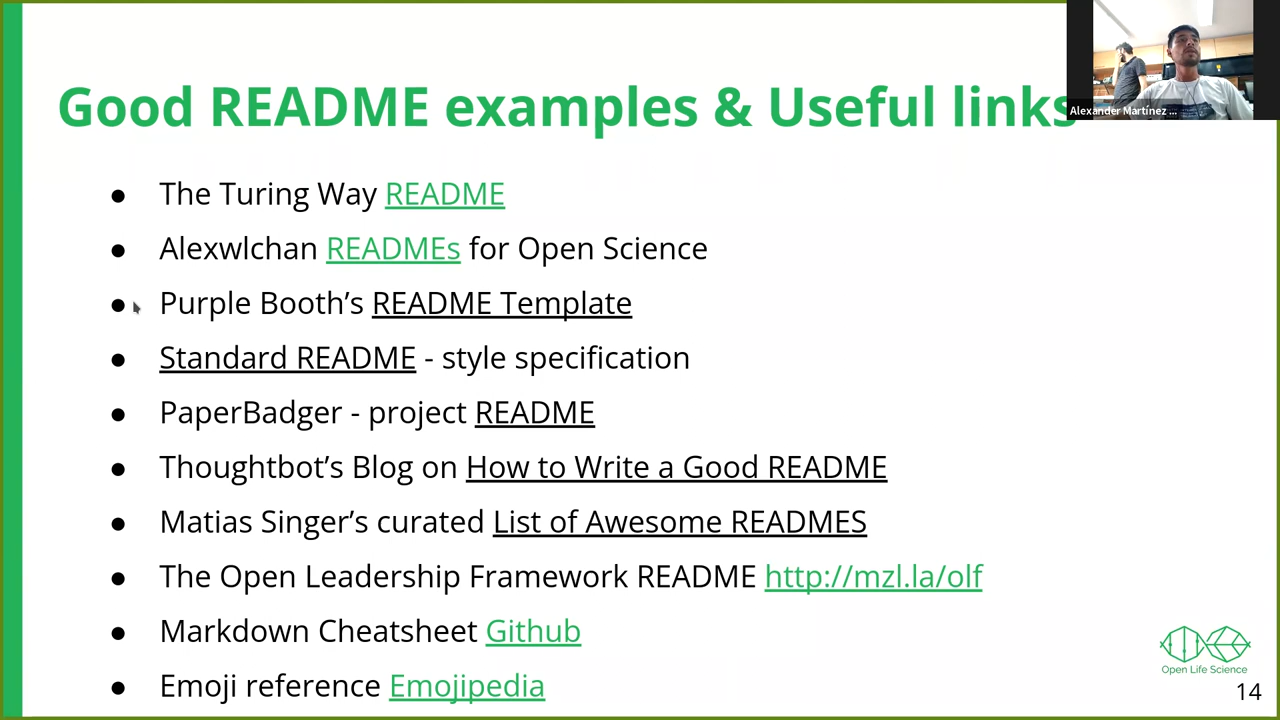 Good README examples & Useful links
Alexander Martínez ...
● The Turing Way README
● Alexwlchan READMEs for Open Science
● Purple Booth’s README Template
● Standard README - style specification
● PaperBadger - project README
● Thoughtbot’s Blog on How to Write a Good README
● Matias Singer’s curated List of Awesome READMES
● The Open Leadership Framework README http://mzl.la/olf
● Markdown Cheatsheet Github
● Emoji reference Emojipedia
Open Life Science
14